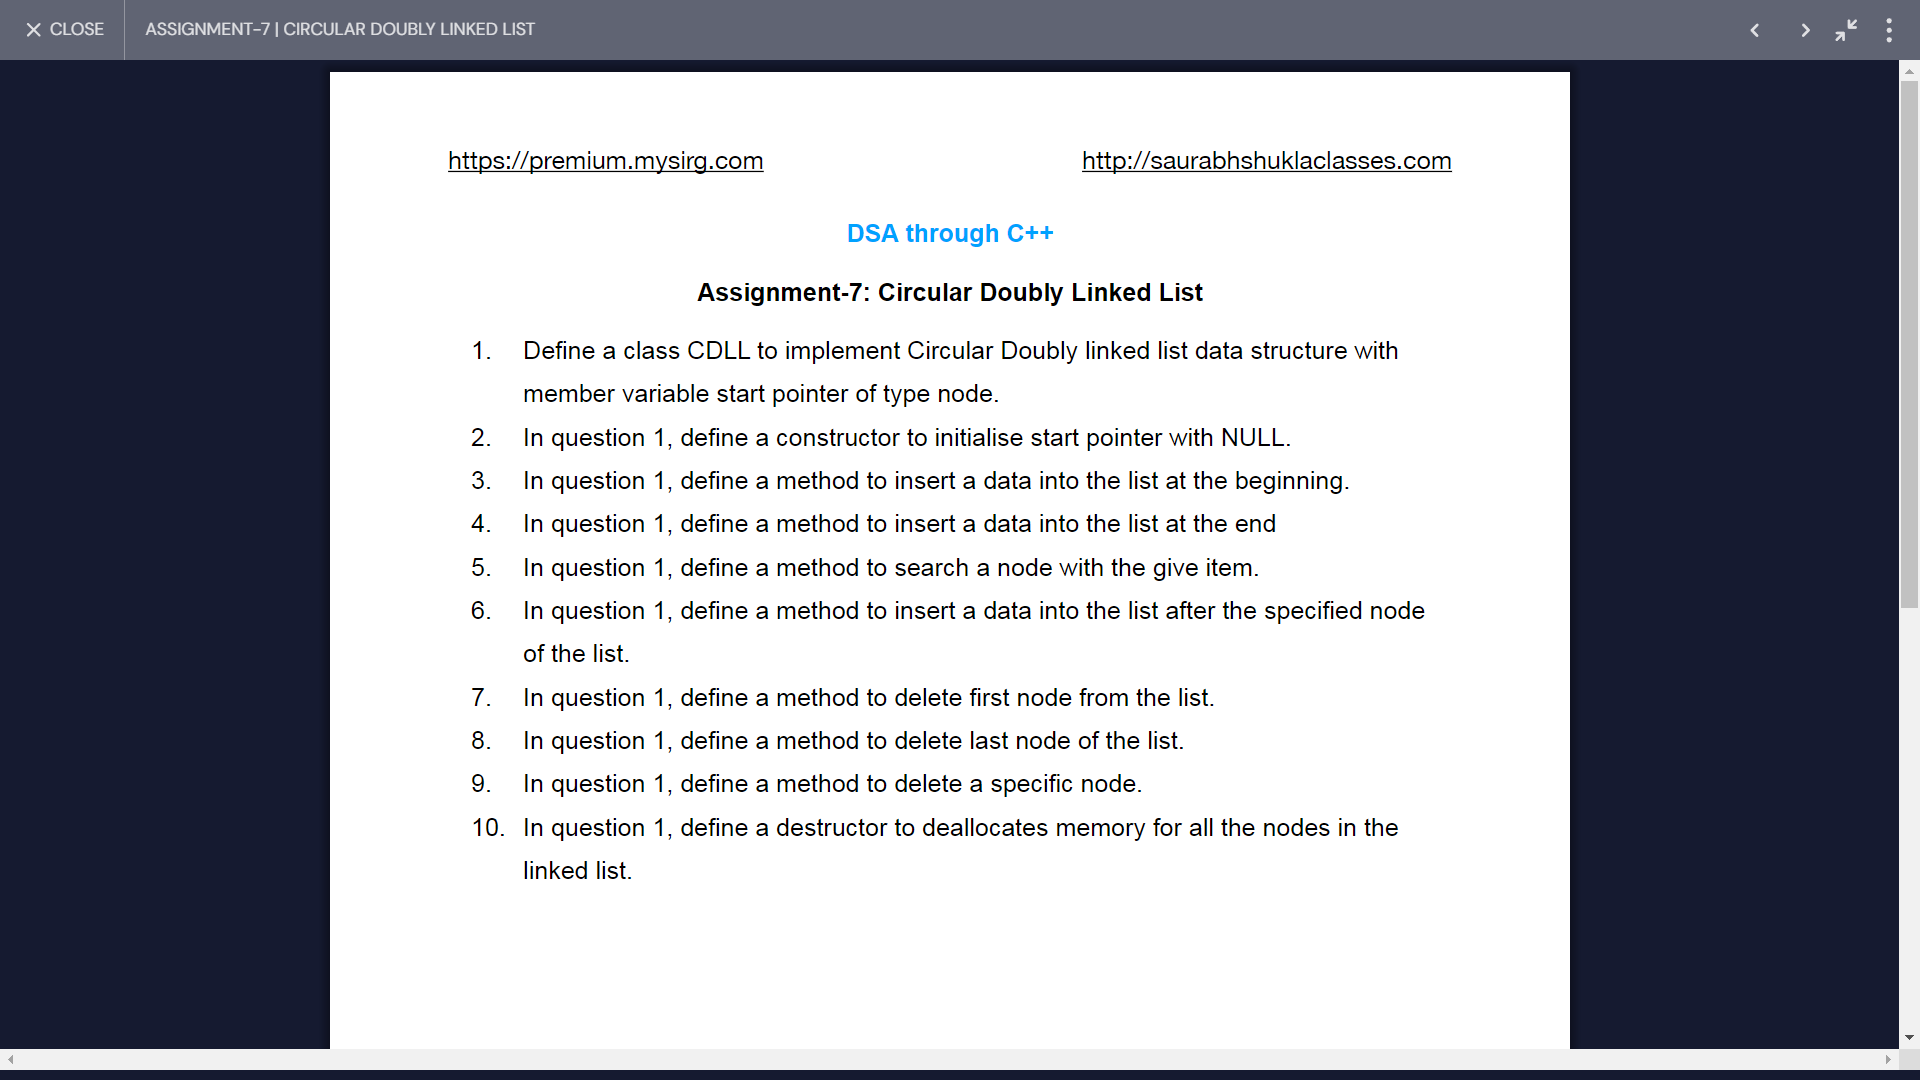 CLOSE
ASSIGNMENT-7 | CIRCULAR DOUBLY LINKED LIST
https://premium.mysirg.com
http://saurabhshuklaclasses.com
DSA through C++
Assignment-7: Circular Doubly Linked List
1. Define a class CDLL to implement Circular Doubly linked list data structure with
member variable start pointer of type node.
2. In question 1, define a constructor to initialise start pointer with NULL.
3. In question 1, define a method to insert a data into the list at the beginning.
4. In question 1, define a method to insert a data into the list at the end
5. In question 1, define a method to search a node with the give item.
6. In question 1, define a method to insert a data into the list after the specified node
of the list.
7. In question 1, define a method to delete first node from the list.
8. In question 1, define a method to delete last node of the list.
9. In question 1, define a method to delete a specific node.
10. In question 1, define a destructor to deallocates memory for all the nodes in the
linked list.